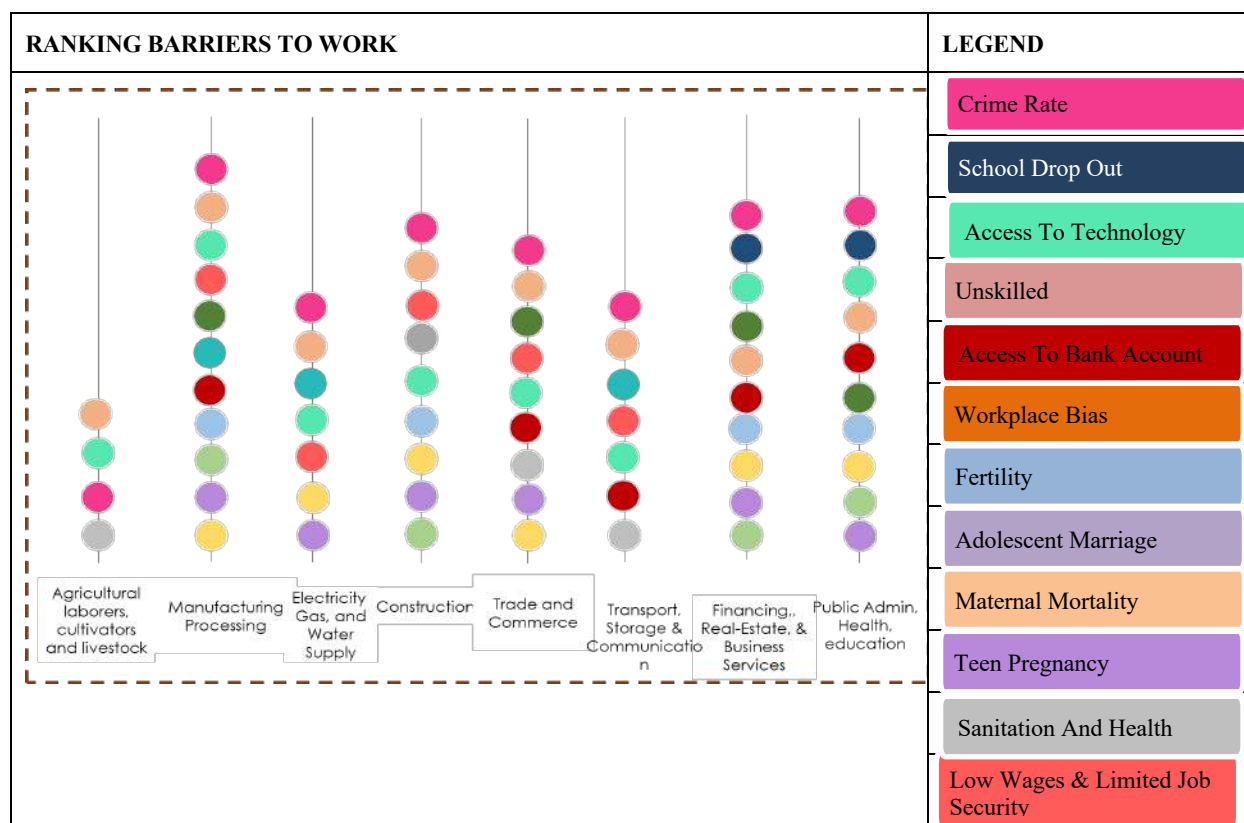 RANKING BARRIERS TO WORK
LEGEND
Crime Rate
School Drop Out
Access To Technology
Unskilled
Access To Bank Account
Workplace Bias
Fertility
Adolescent Marriage
Maternal Mortality
Teen Pregnancy
Sanitation And Health
Low Wages & Limited Job
Security
Agricultural
laborers,
cultivators
and livestock
Manufacturing
Processing
Electricity
Gas, and
Water
Supply
Construction
Trade and
Commerce
Transport,
Storage &
Communicatio
n
Financing,,
Real-Estate, &
Business
Services
Public Admin,
Health,
education